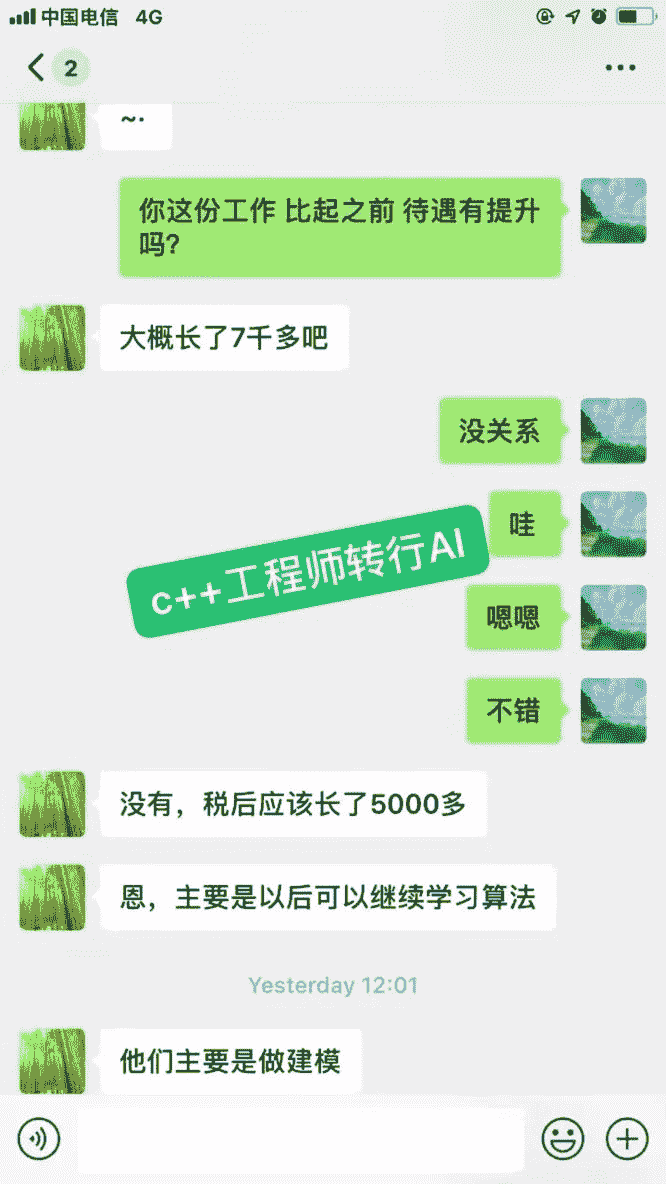 中国电信 4G
2
~.
你这份工作 比起之前 待遇有提升
吗?
大概长了7千多吧
没关系
哇
c++工程师转行AI
嗯嗯
不错
没有，税后应该长了5000多
恩，主要是以后可以继续学习算法
Yesterday 12:01
他们主要是做建模